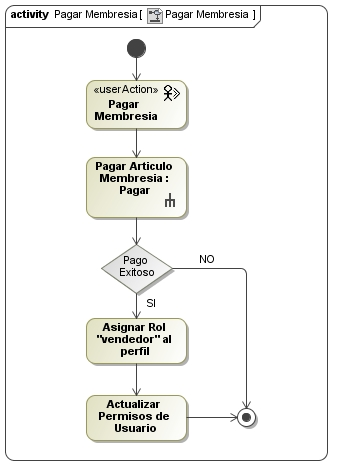 activity Pagar Membresia [ Pagar Membresia ]
«userAction»
Pagar
Membresia
Pagar Articulo
Membresia :
Pagar
Pago
Exitoso
NO
SI
Asignar Rol
"vendedor" al
perfil
Actualizar
Permisos de
Usuario